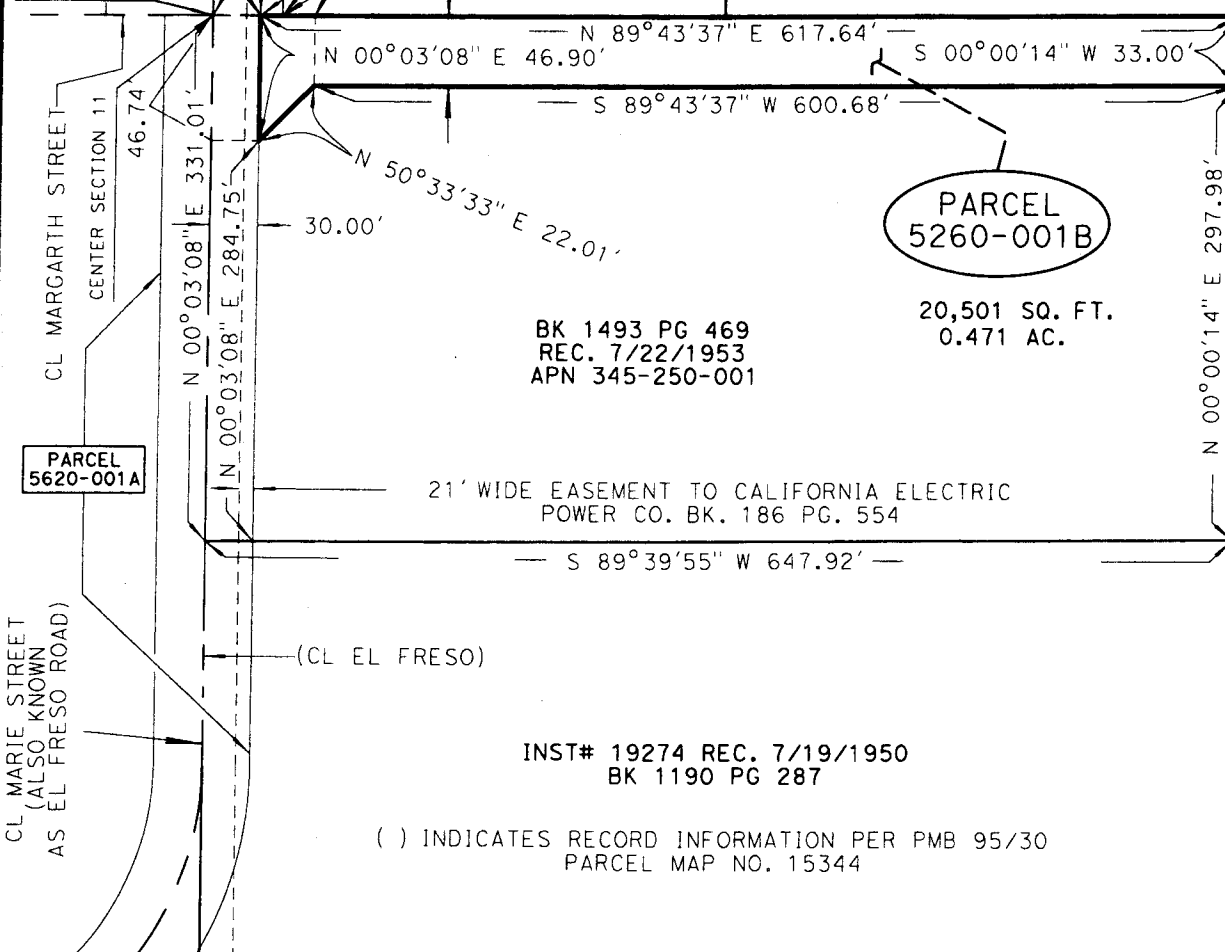 N 89°43'37" E 617.64'
N 00°03'08" E 46.90'
S 00°00'14" W 33.00'
S 89°43'37" W 600.68'
CL MARGARTH STREET
CENTER SECTION 11
46.74'
N 00°03'08" E 331.01'
N 00°03'08" E 284.75'
N 50°33'33" E 22.01'
30.00'
PARCEL
5260-001B
20,501 SQ. FT.
0.471 AC.
N 00°00'14" E 297.98'
BK 1493 PG 469
REC. 7/22/1953
APN 345-250-001
PARCEL
5620-001A
21' WIDE EASEMENT TO CALIFORNIA ELECTRIC
POWER CO. BK. 186 PG. 554
S 89°39'55" W 647.92'
CL MARIE STREET
(ALSO KNOWN
AS EL FRESO ROAD)
(CL EL FRESO)
INST# 19274 REC. 7/19/1950
BK 1190 PG 287
( ) INDICATES RECORD INFORMATION PER PMB 95/30
PARCEL MAP NO. 15344